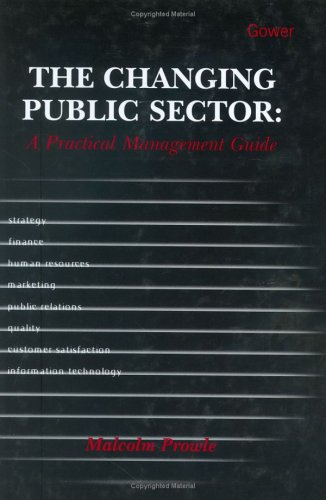 Gower
THE CHANGING
PUBLIC SECTOR:
A Practical Management Guide
strategy
finance
human resources
marketing
public relations
quality
customer satisfaction
information technology
Malcolm Prowle